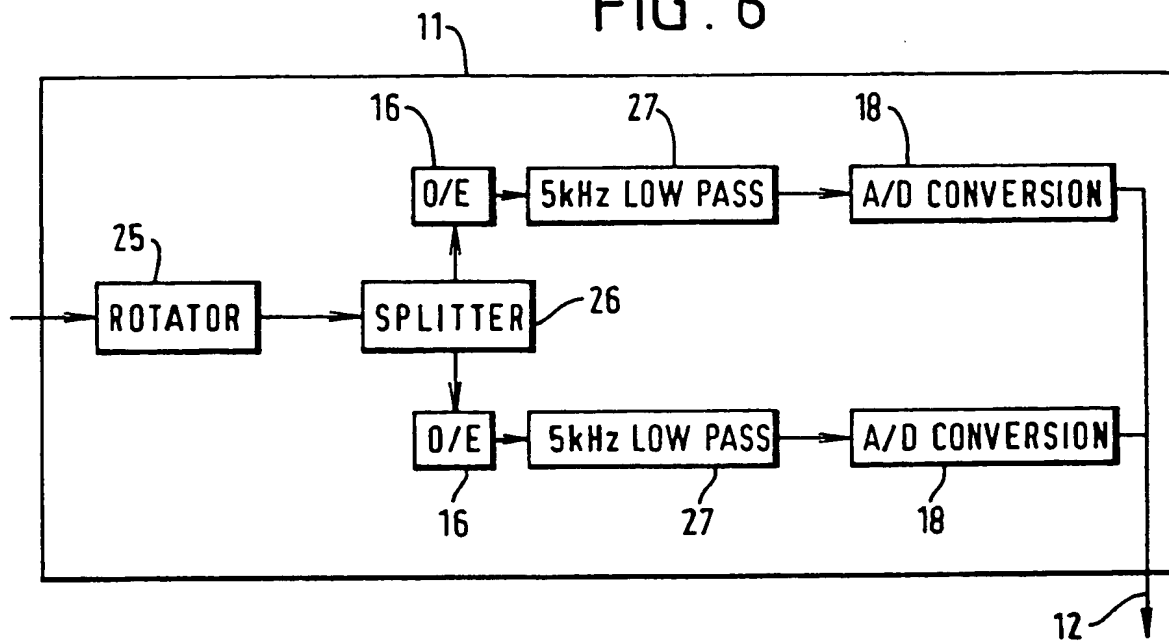 FIG. 6
11
16
27
18
O/E
5kHz LOW PASS
A/D CONVERSION
25
ROTATOR
SPLITTER
26
O/E
5kHz LOW PASS
A/D CONVERSION
16
27
18
12